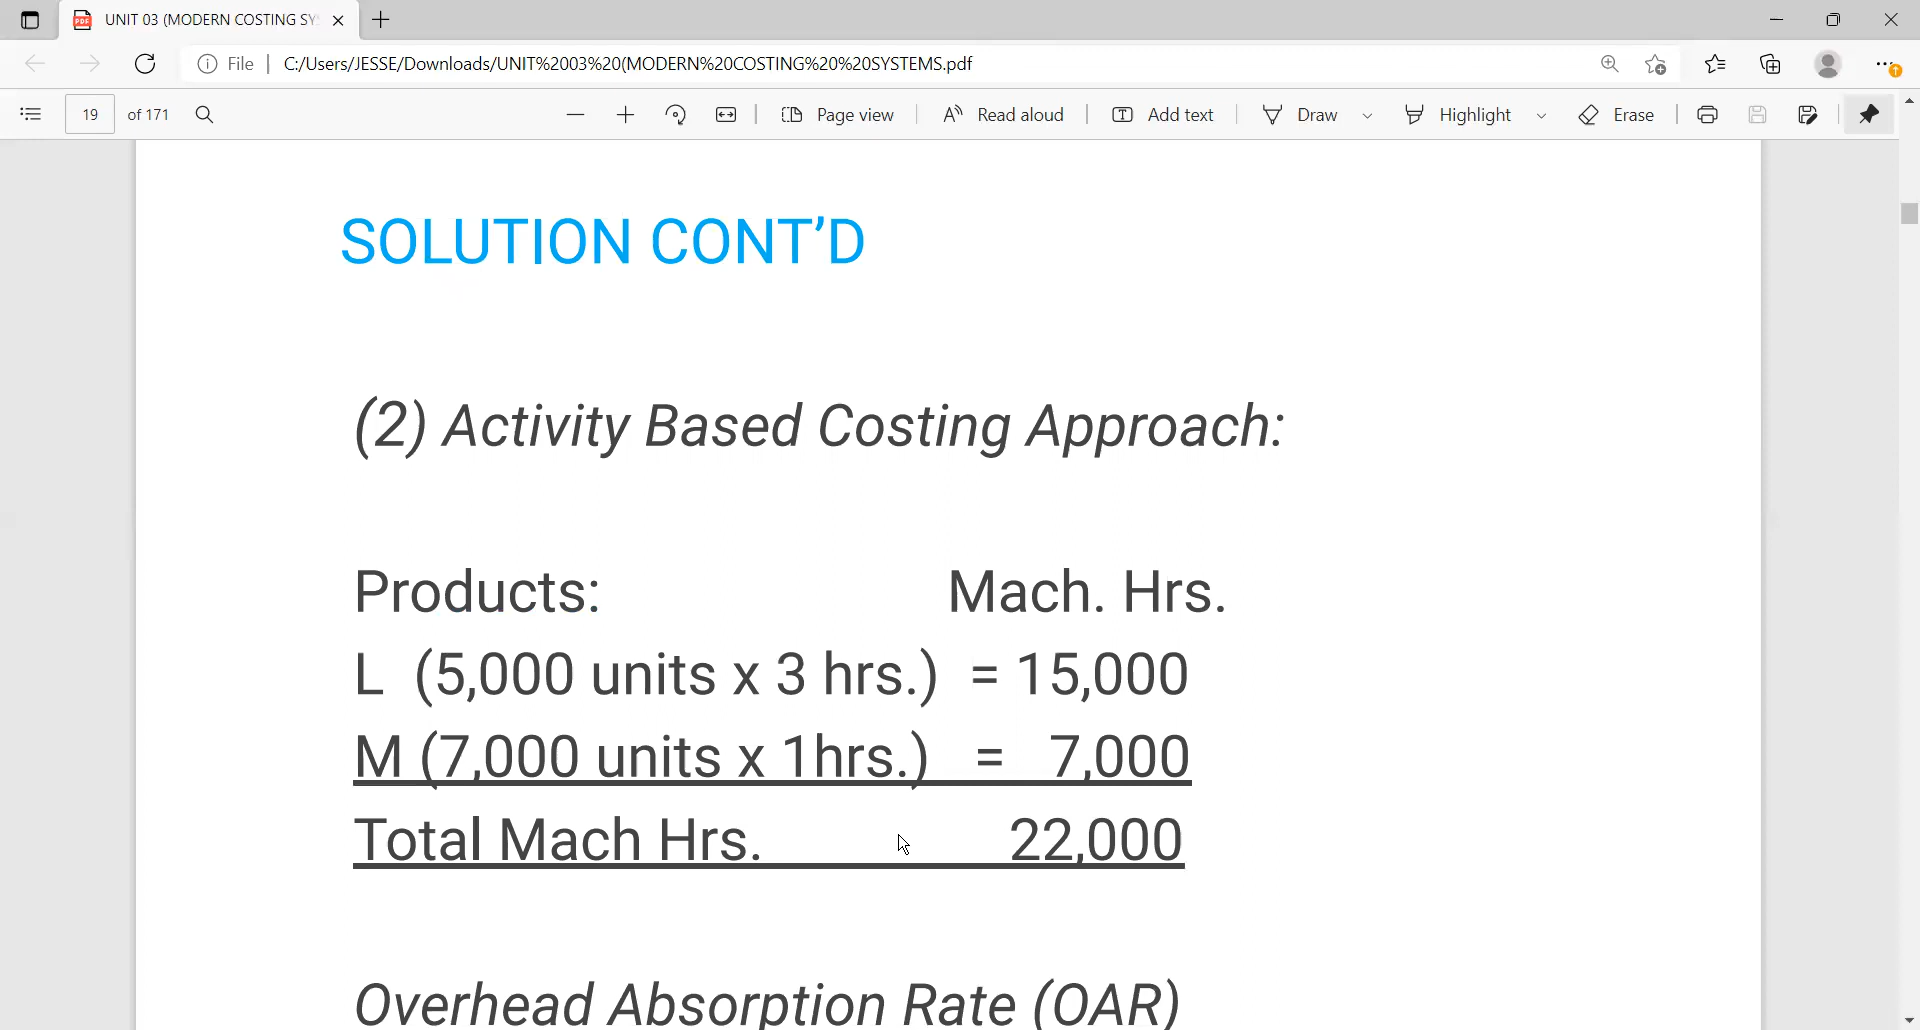 UNIT 03 (MODERN COSTING SY
File
C:/Users/JESSE/Downloads/UNIT%2003%20(MODERN%20COSTING%20%20SYSTEMS.pdf
19 of 171
Page view
Read aloud
Add text
Draw
Highlight
Erase
SOLUTION CONT’D
(2) Activity Based Costing Approach:
Products: Mach. Hrs.
L (5,000 units x 3 hrs.) = 15,000
M (7,000 units x 1hrs.) = 7,000
Total Mach Hrs. 22,000
Overhead Absorption Rate (OAR)